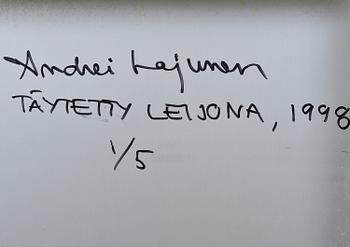 Andrei Lajunen
TÄYTETTY LEIJONA, 1998
1/5